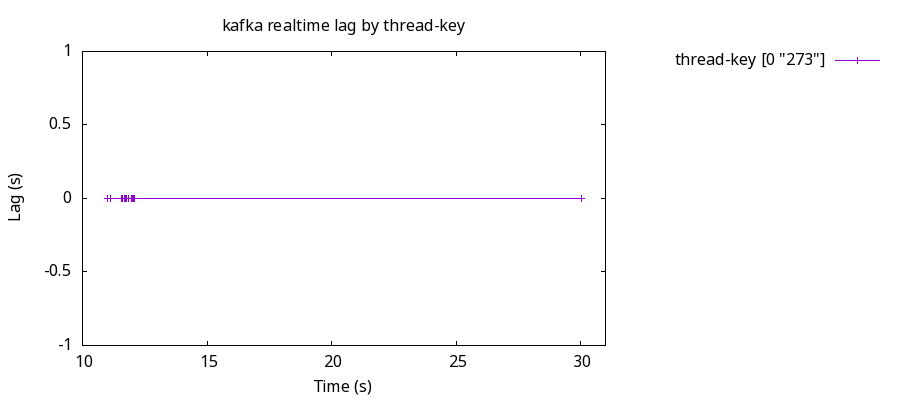 kafka realtime lag by thread-key
thread-key [0 "273"]
1
0.5
0
-0.5
-1
Lag (s)
10 15 20 25 30
Time (s)